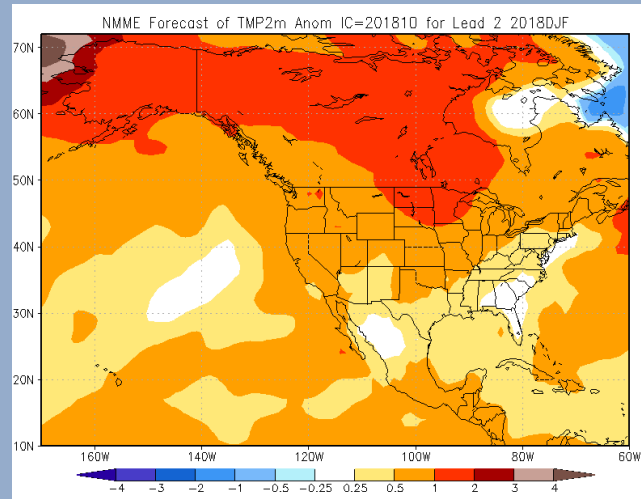 NMME Forecast of TMP2m Anom IC=201810 for Lead 2 2018DJF
70N
60N
50N
40N
30N
20N
10N
160W 140W 120W 100W 80W 60W
-4 -3 -2 -1 -0.5 -0.25 0.25 0.5 1 2 3 4